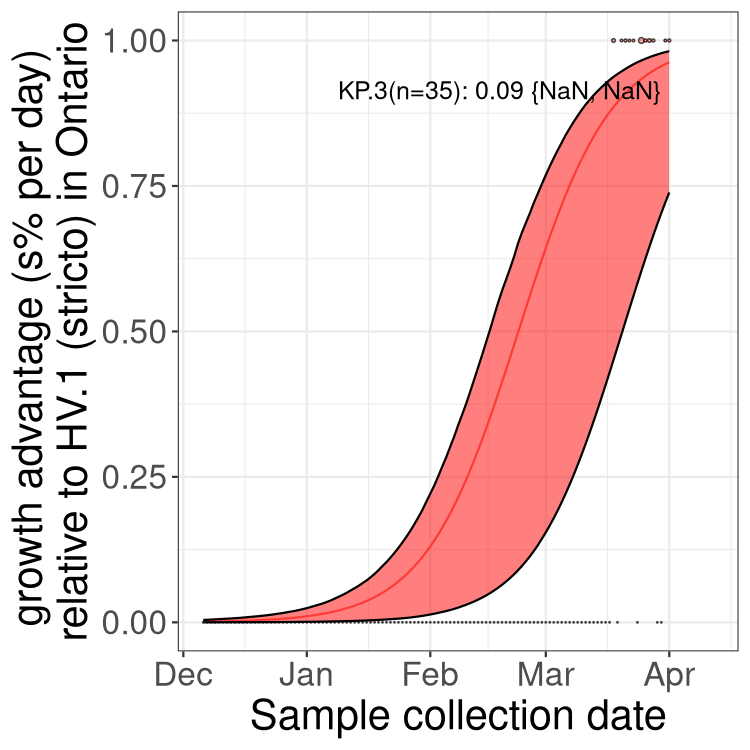 growth advantage (s% per day)
relative to HV.1 (stricto) in Ontario
1.00
0.75
0.50
0.25
0.00
KP.3(n=35): 0.09 {NaN, NaN}
Dec Jan Feb Mar Apr
Sample collection date